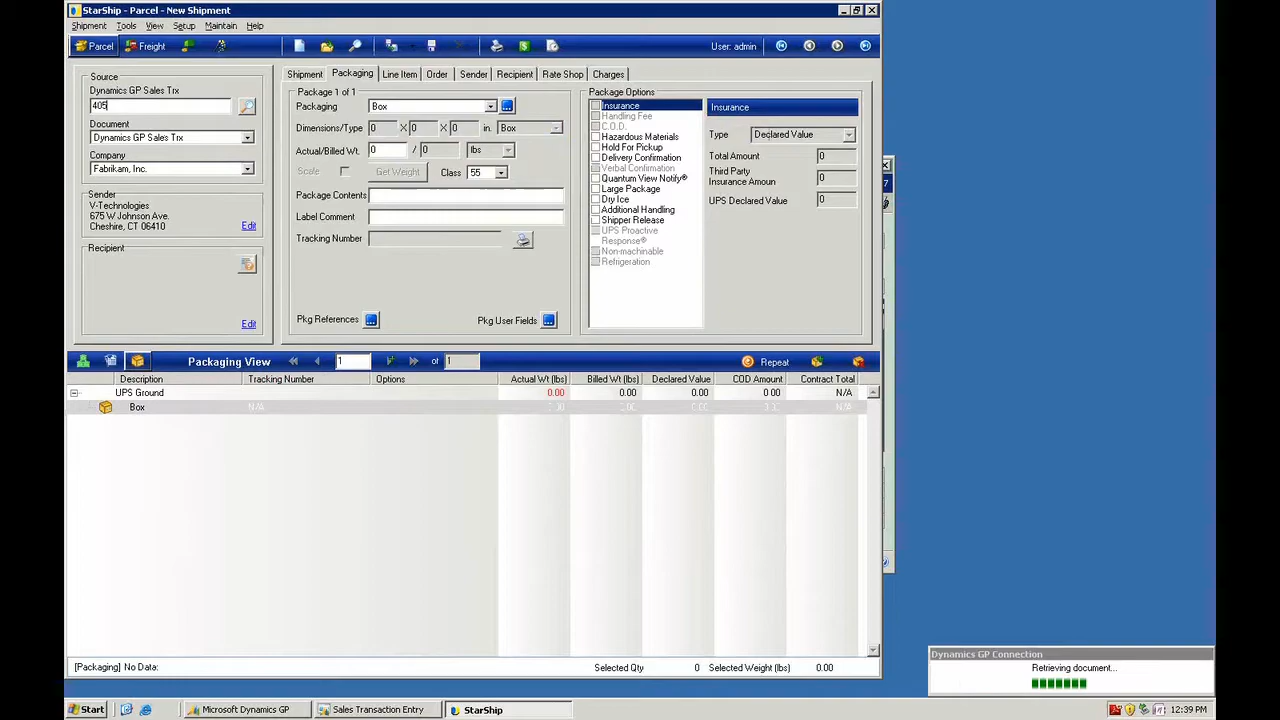 StarShip - Parcel - New Shipment
Shipment Tools View Setup Maintain Help
Parcel Freight User: admin
Source
Dynamics GP Sales Trx
405
Document
Dynamics GP Sales Trx
Company
Fabrikam, Inc.
Sender
V-Technologies
675 W Johnson Ave.
Cheshire, CT 06410
Edit
Recipient
Edit
Shipment Packaging Line Item Order Sender Recipient Rate Shop Charges
Package 1 of 1
Packaging Box
Dimensions/Type 0 X 0 X 0 in. Box
Actual/Billed Wt. 0 / 0 lbs
Scale Get Weight Class 55
Package Contents
Label Comment
Tracking Number
Pkg References Pkg User Fields
Package Options
Insurance
Handling Fee
C.O.D.
Hazardous Materials
Hold For Pickup
Delivery Confirmation
Verbal Confirmation
Quantum View Notify®
Large Package
Dry Ice
Additional Handling
Shipper Release
UPS Proactive
Response®
Non-machinable
Refrigeration
Insurance
Type Declared Value
Total Amount 0
Third Party
Insurance Amoun 0
UPS Declared Value 0
Packaging View 1 of 1 Repeat
Description Tracking Number Options Actual Wt (lbs) Billed Wt (lbs) Declared Value COD Amount Contract Total
UPS Ground 0.00 0.00 0.00 0.00 N/A
Box N/A 0.00 0.00 0.00 0.00 N/A
[Packaging] No Data: Selected Qty 0 Selected Weight (lbs) 0.00
Dynamics GP Connection
Retrieving document...
Start Microsoft Dynamics GP Sales Transaction Entry StarShip 12:39 PM